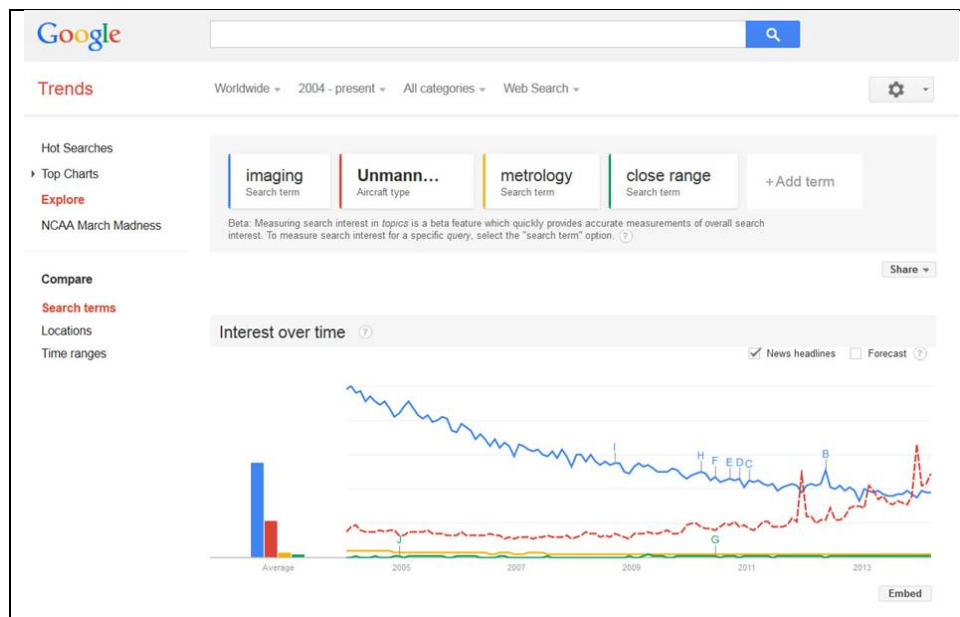 Google
Trends
Worldwide 2004 - present All categories Web Search
Hot Searches
Top Charts
Explore
NCAA March Madness
Compare
Search terms
Locations
Time ranges
imaging
Search term
Unmann...
Aircraft type
metrology
Search term
close range
Search term
+Add term
Beta: Measuring search interest in topics is a beta feature which quickly provides accurate measurements of overall search
interest. To measure search interest for a specific query, select the "search term" option. ?
Share
Interest over time ?
News headlines Forecast ?
I H F E D C B
J G
Average 2005 2007 2009 2011 2013
Embed